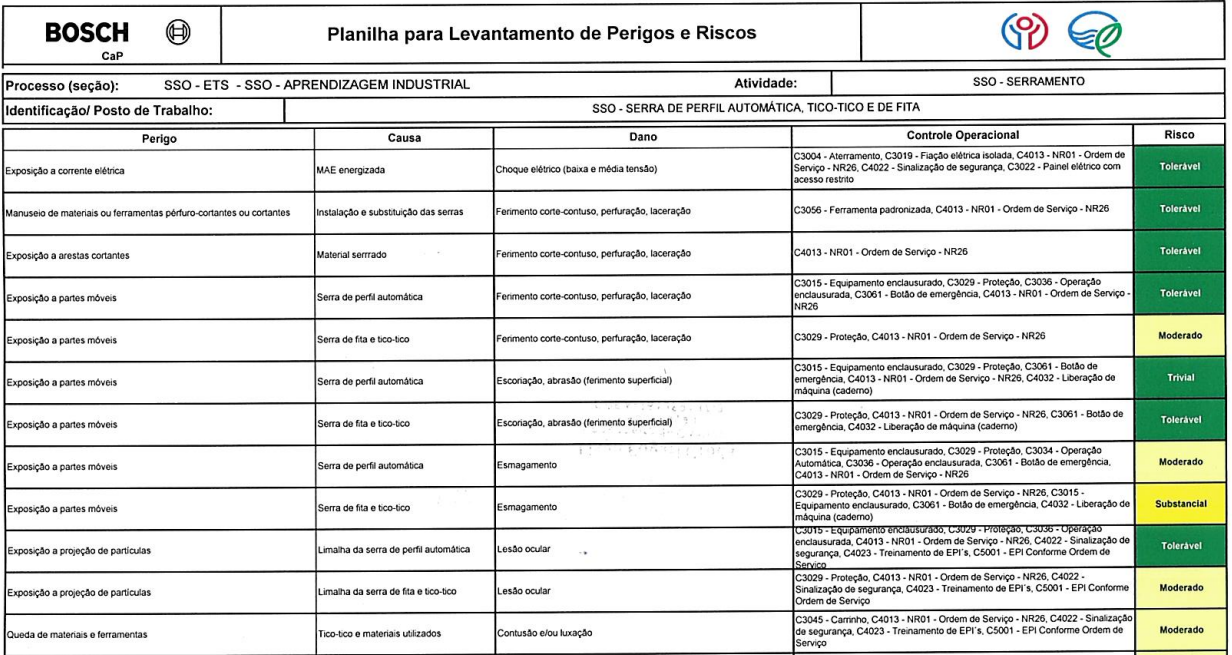 BOSCH
CaP
Planilha para Levantamento de Perigos e Riscos
Processo (seção): SSO - ETS - SSO - APRENDIZAGEM INDUSTRIAL Atividade: SSO - SERRAMENTO
Identificação/ Posto de Trabalho: SSO - SERRA DE PERFIL AUTOMÁTICA, TICO-TICO E DE FITA
Perigo Causa Dano Controle Operacional Risco
Exposição a corrente elétrica MAE energizada Choque elétrico (baixa e média tensão)
C3004 - Aterramento, C3019 - Fiação elétrica isolada, C4013 - NR01 - Ordem de
Serviço - NR26, C4022 - Sinalização de segurança, C3022 - Painel elétrico com
acesso restrito
Tolerável
Manuseio de materiais ou ferramentas pérfuro-cortantes ou cortantes Instalação e substituição das serras Ferimento corte-contuso, perfuração, laceração C3056 - Ferramenta padronizada, C4013 - NR01 - Ordem de Serviço - NR26 Tolerável
Exposição a arestas cortantes Material serrrado Ferimento corte-contuso, perfuração, laceração C4013 - NR01 - Ordem de Serviço - NR26 Tolerável
Exposição a partes móveis Serra de perfil automática Ferimento corte-contuso, perfuração, laceração
C3015 - Equipamento enclausurado, C3029 - Proteção, C3036 - Operação
enclausurada, C3061 - Botão de emergência, C4013 - NR01 - Ordem de Serviço -
NR26
Tolerável
Exposição a partes móveis Serra de fita e tico-tico Ferimento corte-contuso, perfuração, laceração C3029 - Proteção, C4013 - NR01 - Ordem de Serviço - NR26 Moderado
Exposição a partes móveis Serra de perfil automática Escoriação, abrasão (ferimento superficial)
C3015 - Equipamento enclausurado, C3029 - Proteção, C3061 - Botão de
emergência, C4013 - NR01 - Ordem de Serviço - NR26, C4032 - Liberação de
máquina (caderno)
Trivial
Exposição a partes móveis Serra de fita e tico-tico Escoriação, abrasão (ferimento superficial)
C3029 - Proteção, C4013 - NR01 - Ordem de Serviço - NR26, C3061 - Botão de
emergência, C4032 - Liberação de máquina (caderno)
Tolerável
Exposição a partes móveis Serra de perfil automática Esmagamento
C3015 - Equipamento enclausurado, C3029 - Proteção, C3034 - Operação
Automática, C3036 - Operação enclausurada, C3061 - Botão de emergência,
C4013 - NR01 - Ordem de Serviço - NR26
Moderado
Exposição a partes móveis Serra de fita e tico-tico Esmagamento
C3029 - Proteção, C4013 - NR01 - Ordem de Serviço - NR26, C3015 -
Equipamento enclausurado, C3061 - Botão de emergência, C4032 - Liberação de
máquina (caderno)
Substancial
Exposição a projeção de partículas Limalha da serra de perfil automática Lesão ocular
C3015 - Equipamento enclausurado, C3029 - Proteção, C3036 - Operação
enclausurada, C4013 - NR01 - Ordem de Serviço - NR26, C4022 - Sinalização de
segurança, C4023 - Treinamento de EPI´s, C5001 - EPI Conforme Ordem de
Serviço
Tolerável
Exposição a projeção de partículas Limalha da serra de fita e tico-tico Lesão ocular
C3029 - Proteção, C4013 - NR01 - Ordem de Serviço - NR26, C4022 -
Sinalização de segurança, C4023 - Treinamento de EPI´s, C5001 - EPI Conforme
Ordem de Serviço
Moderado
Queda de materiais e ferramentas Tico-tico e materiais utilizados Contusão e/ou luxação
C3045 - Carrinho, C4013 - NR01 - Ordem de Serviço - NR26, C4022 - Sinalização
de segurança, C4023 - Treinamento de EPI´s, C5001 - EPI Conforme Ordem de
Serviço
Moderado